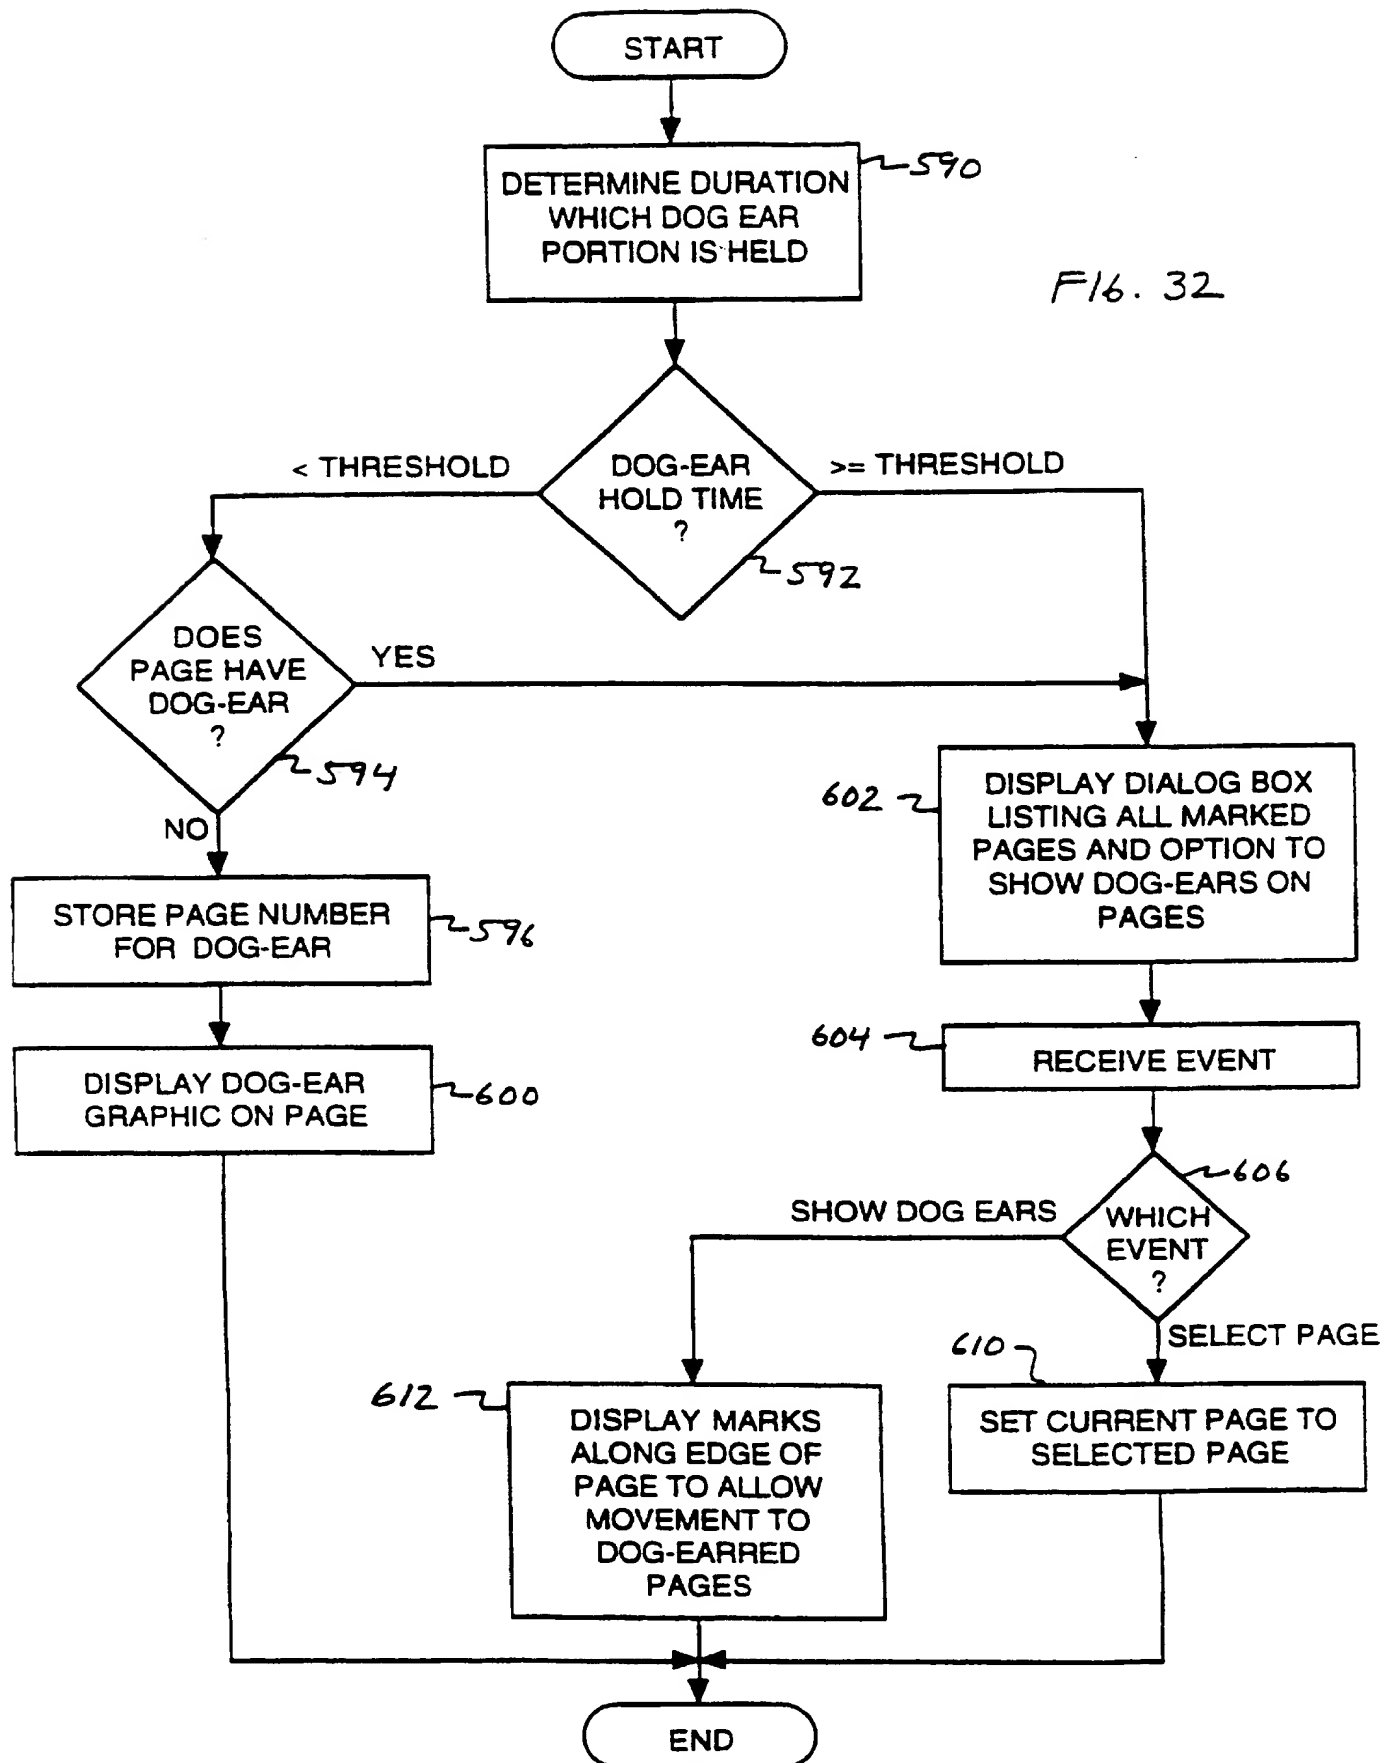 START
DETERMINE DURATION
WHICH DOG EAR
PORTION IS HELD
590
FIG. 32
DOG-EAR
HOLD TIME
?
592
< THRESHOLD
>= THRESHOLD
DOES
PAGE HAVE
DOG-EAR
?
594
YES
NO
STORE PAGE NUMBER
FOR DOG-EAR
596
DISPLAY DOG-EAR
GRAPHIC ON PAGE
600
602
DISPLAY DIALOG BOX
LISTING ALL MARKED
PAGES AND OPTION TO
SHOW DOG-EARS ON
PAGES
604
RECEIVE EVENT
606
WHICH
EVENT
?
SHOW DOG EARS
SELECT PAGE
612
DISPLAY MARKS
ALONG EDGE OF
PAGE TO ALLOW
MOVEMENT TO
DOG-EARRED
PAGES
610
SET CURRENT PAGE TO
SELECTED PAGE
END